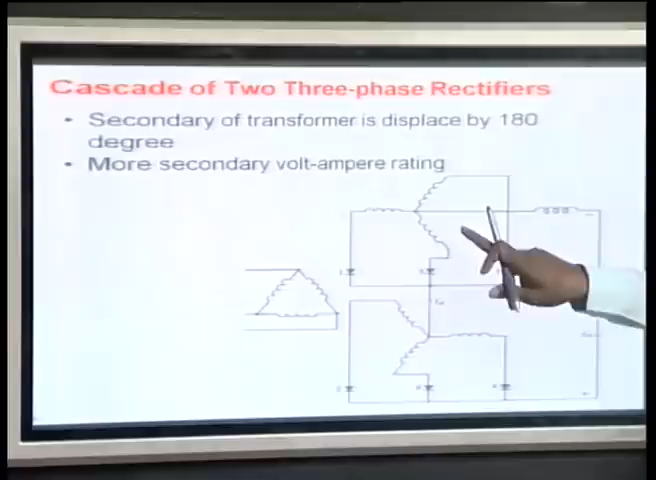 Cascade of Two Three-phase Rectifiers
• Secondary of transformer is displace by 180
degree
• More secondary volt-ampere rating